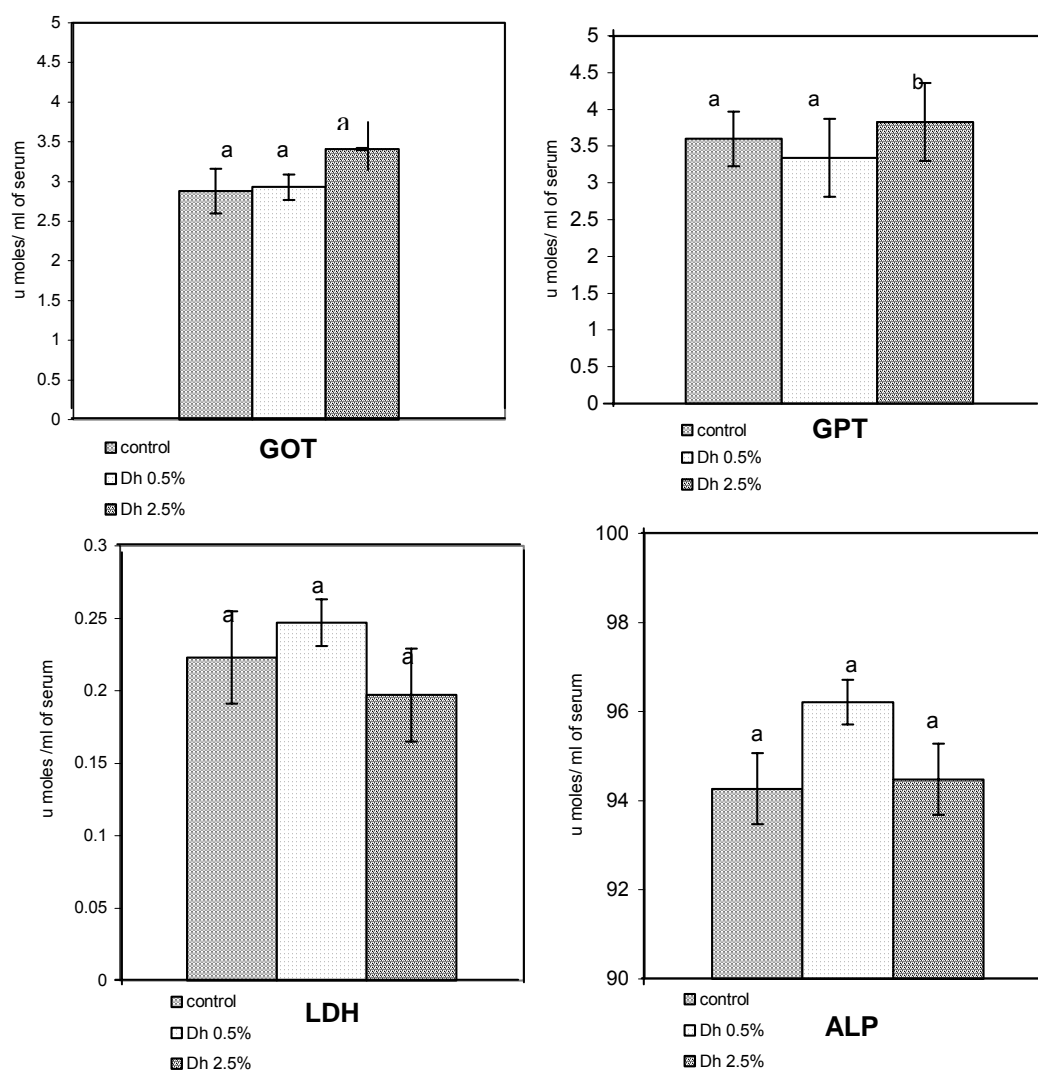 5
4.5
4
3.5
3
2.5
2
1.5
1
0.5
0
u moles/ ml of serum
a
a
a
control
Dh 0.5%
Dh 2.5%
GOT
5
4.5
4
3.5
3
2.5
2
1.5
1
0.5
0
u moles/ ml of serum
a
a
b
control
Dh 0.5%
Dh 2.5%
GPT
0.3
0.25
0.2
0.15
0.1
0.05
0
u moles /ml of serum
a
a
a
control
Dh 0.5%
Dh 2.5%
LDH
100
98
96
94
92
90
u moles/ ml of serum
a
a
a
control
Dh 0.5%
Dh 2.5%
ALP